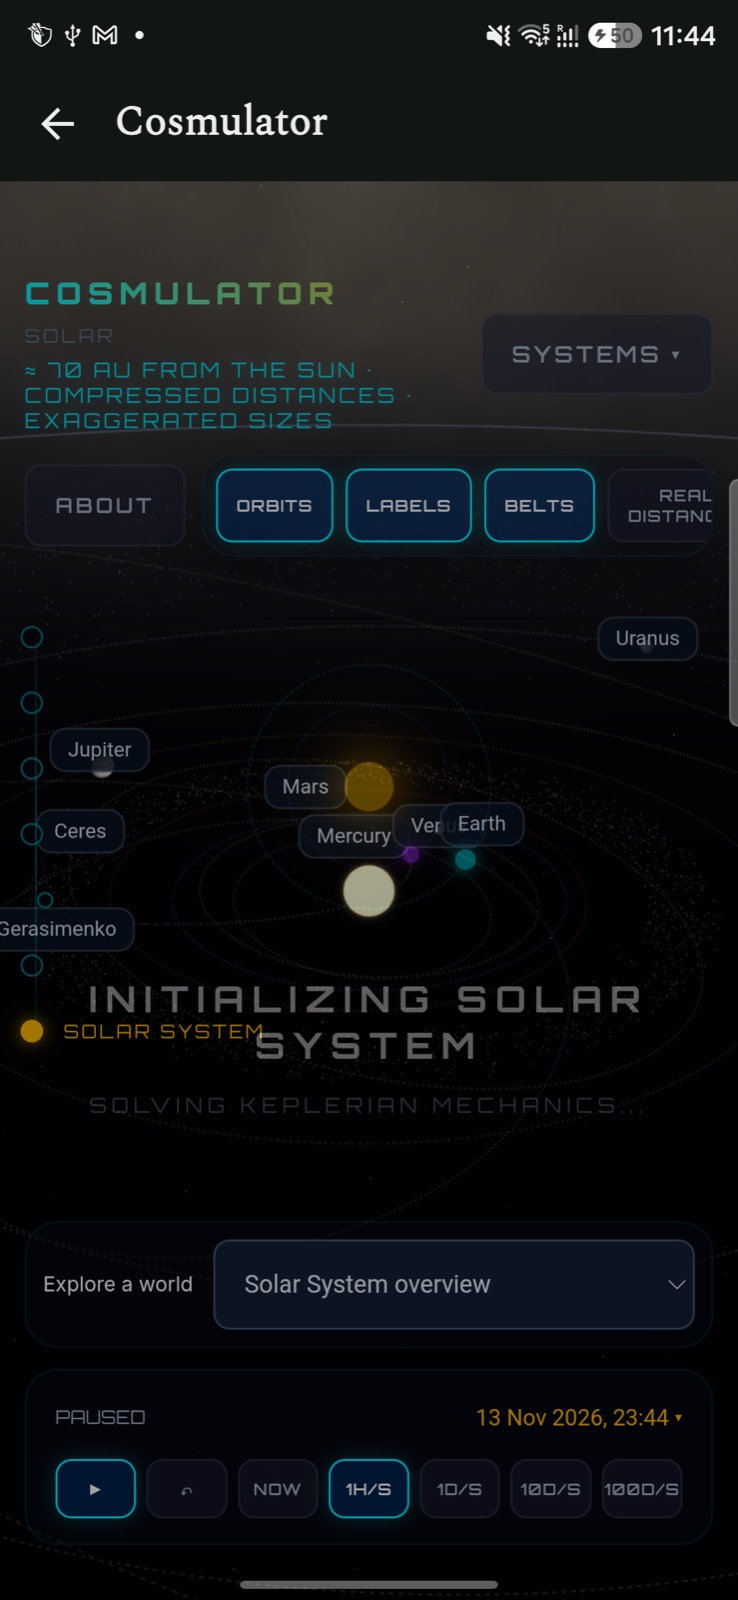 50 11:44
Cosmulator
COSMULATOR
SOLAR
SYSTEMS ▾
≈ 70 AU FROM THE SUN ·
COMPRESSED DISTANCES ·
EXAGGERATED SIZES
ABOUT
ORBITS
LABELS
BELTS
REAL
DISTANC
Uranus
Jupiter
Mars
Ceres
Mercury
Venus
Earth
Gerasimenko
INITIALIZING SOLAR
SYSTEM
SOLAR SYSTEM
SOLVING KEPLERIAN MECHANICS...
Explore a world
Solar System overview
PAUSED
13 Nov 2026, 23:44 ▾
NOW
1H/S
1D/S
10D/S
100D/S